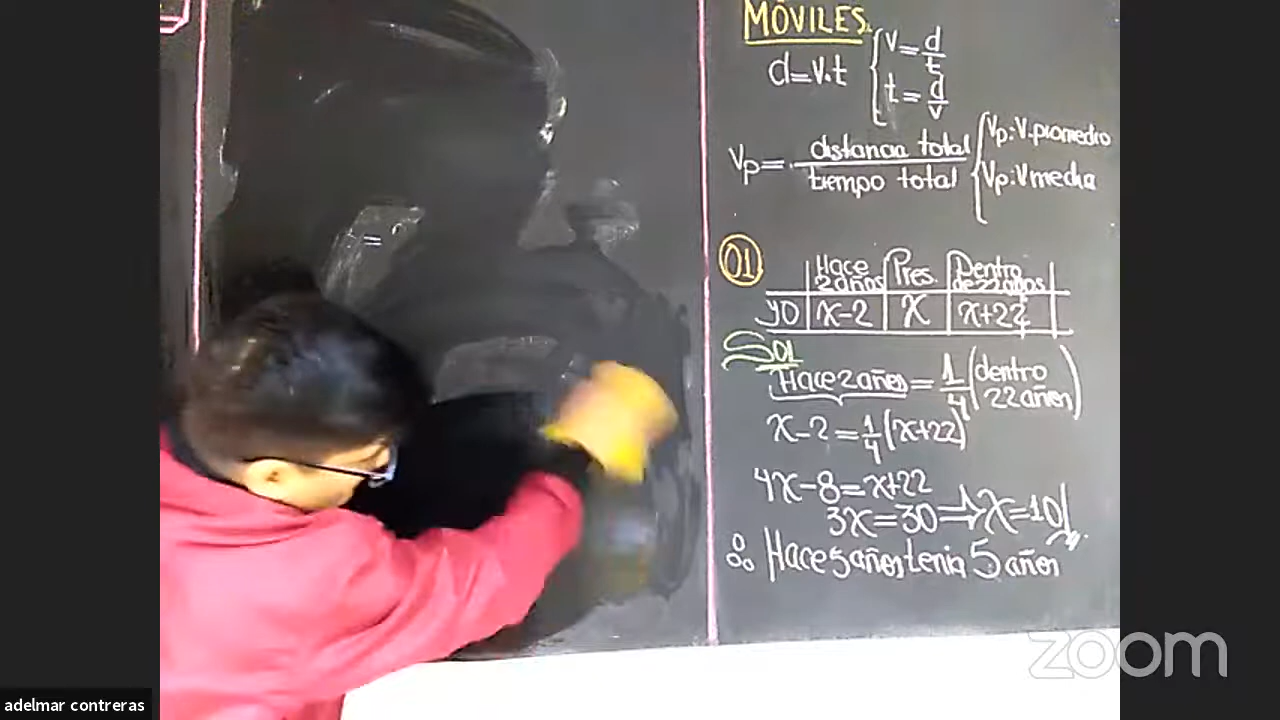 =
MÓVILES
d=v.t { v=d/t
t=d/v
Vp= distancia total / tiempo total { Vp: V.promedio
Vp: V media
01
Hace 2 años | Pres. | Dentro de 22 años
yo | x-2 | x | x+22
Sol
Hace 2 años = 1/4 (dentro 22 años)
x-2 = 1/4 (x+22)
4x-8=x+22
3x=30 ⇒ x=10
∴ Hace 5 años tenia 5 años
zoom
adelmar contreras